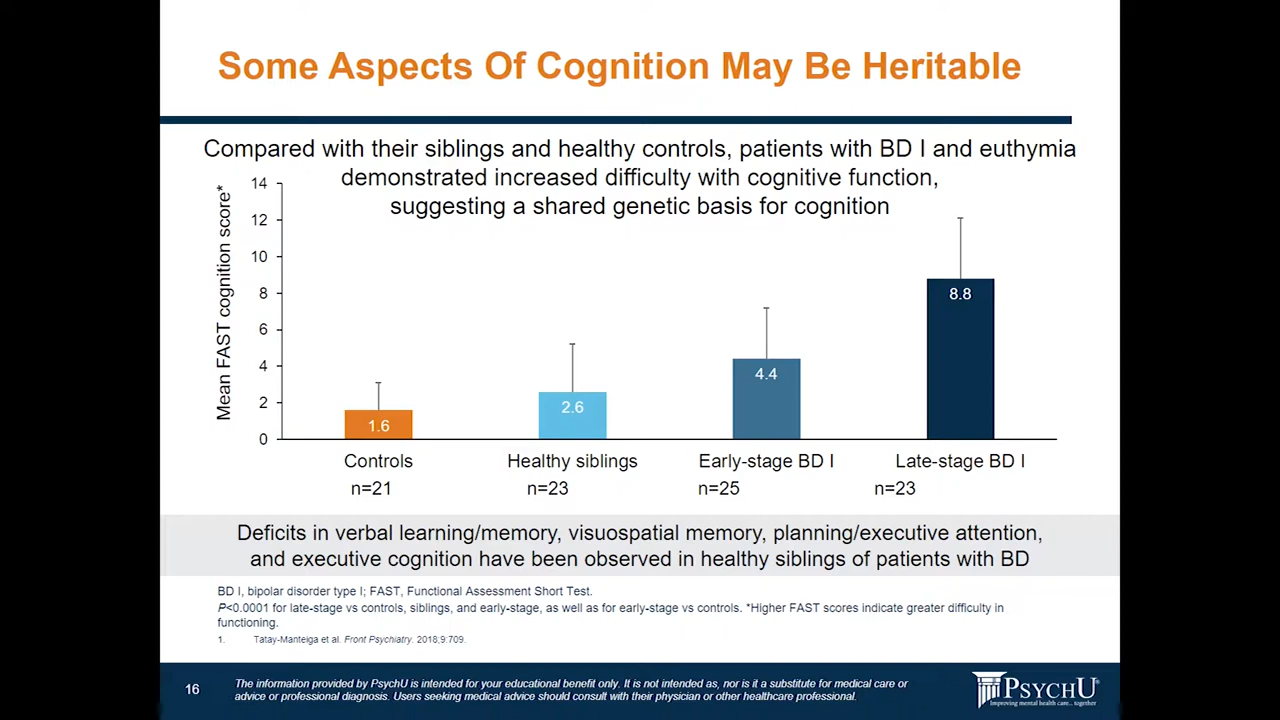 Some Aspects Of Cognition May Be Heritable
Compared with their siblings and healthy controls, patients with BD I and euthymia
demonstrated increased difficulty with cognitive function,
suggesting a shared genetic basis for cognition
Mean FAST cognition score*
14
12
10
8
6
4
2
0
1.6
2.6
4.4
8.8
Controls
Healthy siblings
Early-stage BD I
Late-stage BD I
n=21
n=23
n=25
n=23
Deficits in verbal learning/memory, visuospatial memory, planning/executive attention,
and executive cognition have been observed in healthy siblings of patients with BD
BD I, bipolar disorder type I; FAST, Functional Assessment Short Test.
P<0.0001 for late-stage vs controls, siblings, and early-stage, as well as for early-stage vs controls. *Higher FAST scores indicate greater difficulty in
functioning.
1. Tatay-Manteiga et al. Front Psychiatry. 2018;9:709.
16
The information provided by PsychU is intended for your educational benefit only. It is not intended as, nor is it a substitute for medical care or
advice or professional diagnosis. Users seeking medical advice should consult with their physician or other healthcare professional.
PSYCHU®
Improving mental health care... together